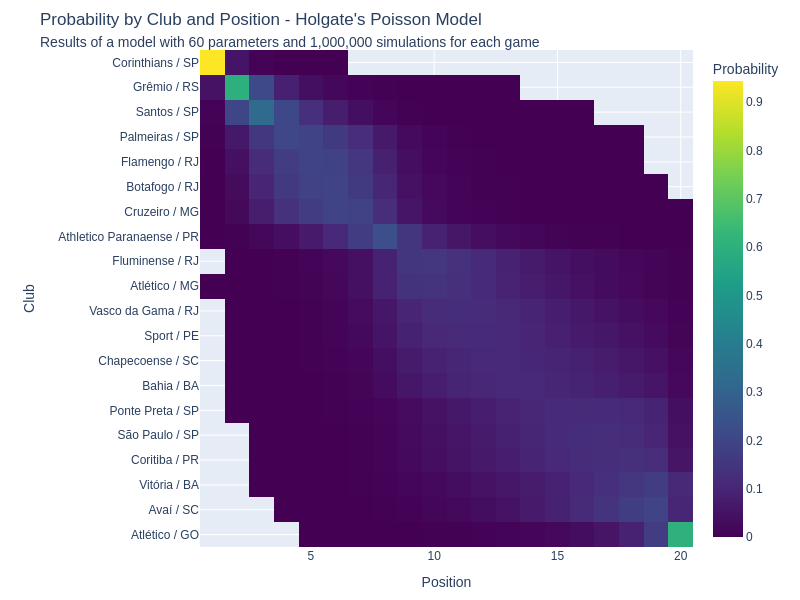 Probability by Club and Position - Holgate's Poisson Model
Results of a model with 60 parameters and 1,000,000 simulations for each game
Probability
Club
Corinthians / SP
Grêmio / RS
Santos / SP
Palmeiras / SP
Flamengo / RJ
Botafogo / RJ
Cruzeiro / MG
Athletico Paranaense / PR
Fluminense / RJ
Atlético / MG
Vasco da Gama / RJ
Sport / PE
Chapecoense / SC
Bahia / BA
Ponte Preta / SP
São Paulo / SP
Coritiba / PR
Vitória / BA
Avaí / SC
Atlético / GO
0.9
0.8
0.7
0.6
0.5
0.4
0.3
0.2
0.1
0
5 10 15 20
Position